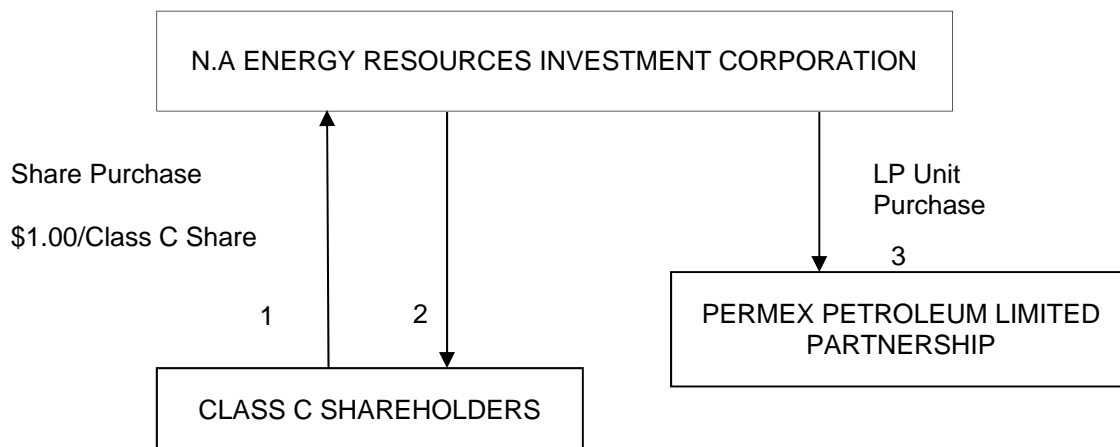 N.A ENERGY RESOURCES INVESTMENT CORPORATION
Share Purchase
$1.00/Class C Share
LP Unit
Purchase
1
2
3
PERMEX PETROLEUM LIMITED
PARTNERSHIP
CLASS C SHAREHOLDERS